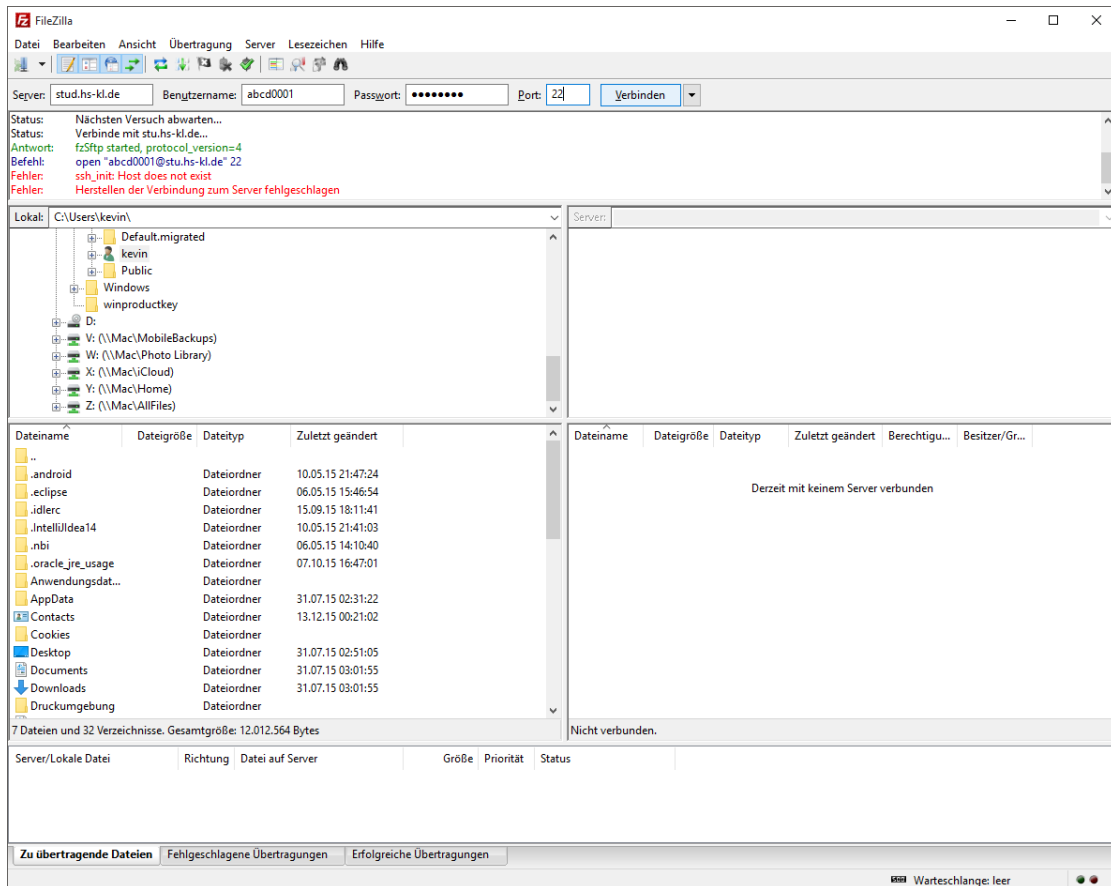 FileZilla
Datei Bearbeiten Ansicht Übertragung Server Lesezeichen Hilfe
Server: stud.hs-kl.de Benutzername: abcd0001 Passwort: ●●●●●●●● Port: 22 Verbinden
Status: Nächsten Versuch abwarten...
Status: Verbinde mit stu.hs-kl.de...
Antwort: fzSftp started, protocol_version=4
Befehl: open "abcd0001@stu.hs-kl.de" 22
Fehler: ssh_init: Host does not exist
Fehler: Herstellen der Verbindung zum Server fehlgeschlagen
Lokal: C:\Users\kevin\
Default.migrated
kevin
Public
Windows
winproductkey
D:
V: (\\Mac\MobileBackups)
W: (\\Mac\Photo Library)
X: (\\Mac\iCloud)
Y: (\\Mac\Home)
Z: (\\Mac\AllFiles)
Server:
Dateiname Dateigröße Dateityp Zuletzt geändert
..
.android Dateiordner 10.05.15 21:47:24
.eclipse Dateiordner 06.05.15 15:46:54
.idlerc Dateiordner 15.09.15 18:11:41
.IntelliJIdea14 Dateiordner 10.05.15 21:41:03
.nbi Dateiordner 06.05.15 14:10:40
.oracle_jre_usage Dateiordner 07.10.15 16:47:01
Anwendungsdat... Dateiordner
AppData Dateiordner 31.07.15 02:31:22
Contacts Dateiordner 13.12.15 00:21:02
Cookies Dateiordner
Desktop Dateiordner 31.07.15 02:51:05
Documents Dateiordner 31.07.15 03:01:55
Downloads Dateiordner 31.07.15 03:01:55
Druckumgebung Dateiordner
7 Dateien und 32 Verzeichnisse. Gesamtgröße: 12.012.564 Bytes
Dateiname Dateigröße Dateityp Zuletzt geändert Berechtigu... Besitzer/Gr...
Derzeit mit keinem Server verbunden
Nicht verbunden.
Server/Lokale Datei Richtung Datei auf Server Größe Priorität Status
Zu übertragende Dateien Fehlgeschlagene Übertragungen Erfolgreiche Übertragungen
Warteschlange: leer